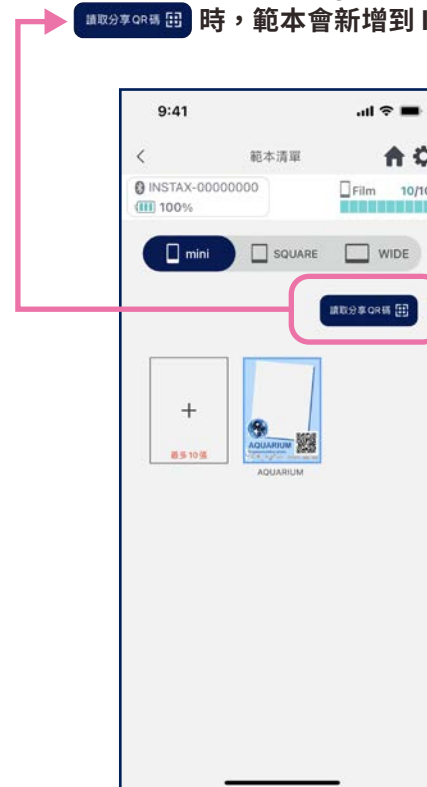 讀取分享QR碼 時，範本會新增到
9:41
範本清單
INSTAX-00000000
Film 10/10
100%
mini SQUARE WIDE
讀取分享QR碼
+
最多10張
AQUARIUM
AQUARIUM